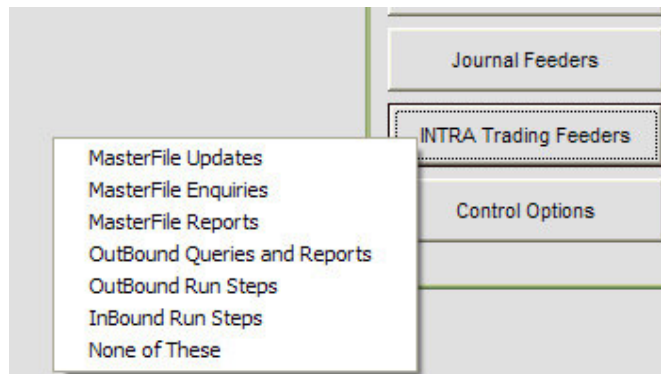 Journal Feeders
INTRA Trading Feeders
Control Options
MasterFile Updates
MasterFile Enquiries
MasterFile Reports
OutBound Queries and Reports
OutBound Run Steps
InBound Run Steps
None of These